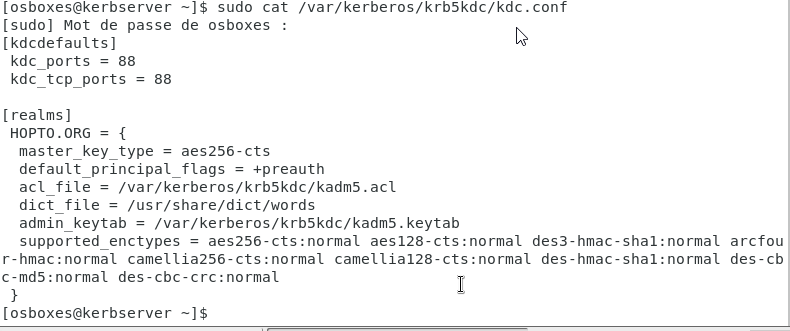 [osboxes@kerbserver ~]$ sudo cat /var/kerberos/krb5kdc/kdc.conf
[sudo] Mot de passe de osboxes :
[kdcdefaults]
 kdc_ports = 88
 kdc_tcp_ports = 88

[realms]
 HOPTO.ORG = {
  master_key_type = aes256-cts
  default_principal_flags = +preauth
  acl_file = /var/kerberos/krb5kdc/kadm5.acl
  dict_file = /usr/share/dict/words
  admin_keytab = /var/kerberos/krb5kdc/kadm5.keytab
  supported_enctypes = aes256-cts:normal aes128-cts:normal des3-hmac-sha1:normal arcfou
r-hmac:normal camellia256-cts:normal camellia128-cts:normal des-hmac-sha1:normal des-cb
c-md5:normal des-cbc-crc:normal
 }
[osboxes@kerbserver ~]$